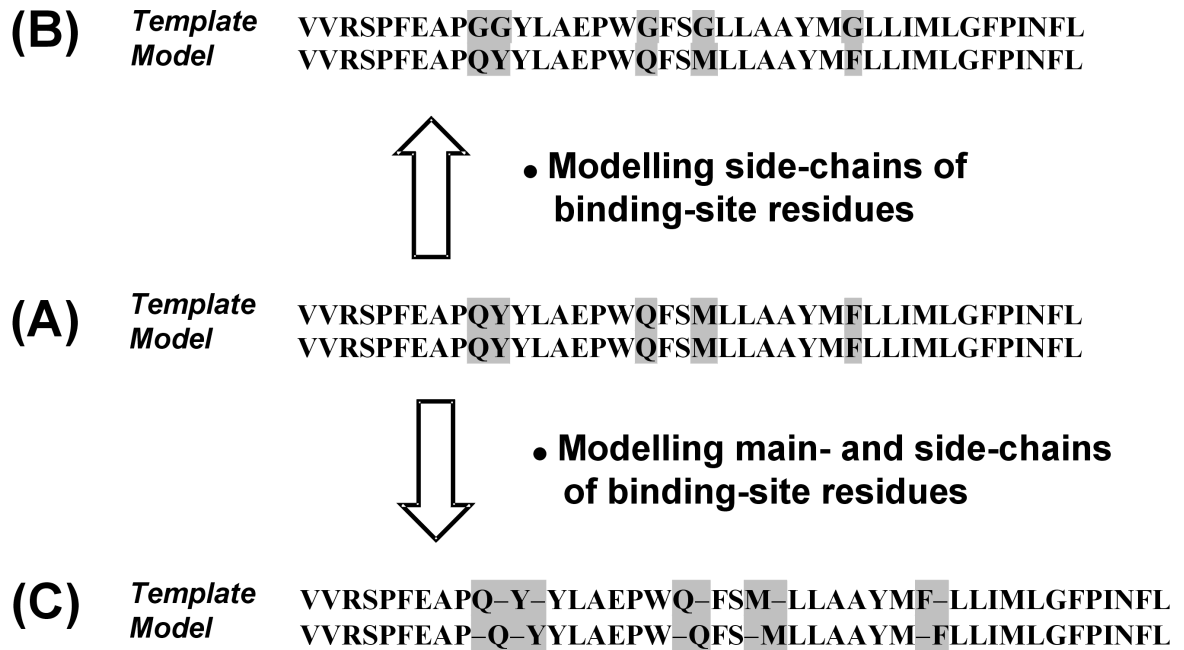 (B) Template VVRSPFEAPGGYLAEPWGFSGLLAAYMGLLIMLGFPINFL
Model VVRSPFEAPQYYLAEPWQFSMLLAAYMFLLIMLGFPINFL
• Modelling side-chains of
binding-site residues
(A) Template VVRSPFEAPQYYLAEPWQFSMLLAAYMFLLIMLGFPINFL
Model VVRSPFEAPQYYLAEPWQFSMLLAAYMFLLIMLGFPINFL
• Modelling main- and side-chains
of binding-site residues
(C) Template VVRSPFEAPQ–Y–YLAEPWQ–FSM–LLAAYMF–LLIMLGFPINFL
Model VVRSPFEAP–Q–YYLAEPW–QFS–MLLAAYM–FLLIMLGFPINFL